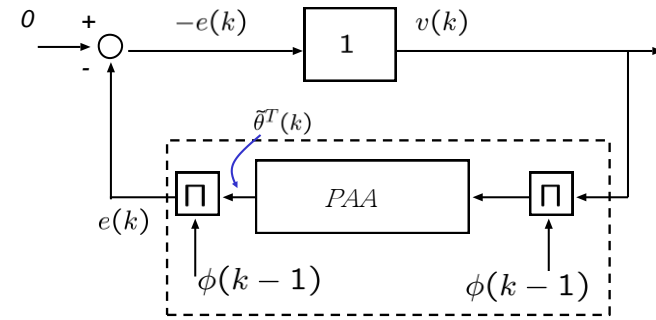 0
+
−e(k)
1
v(k)
-
θ̃ᵀ(k)
Π
PAA
Π
e(k)
ϕ(k − 1)
ϕ(k − 1)